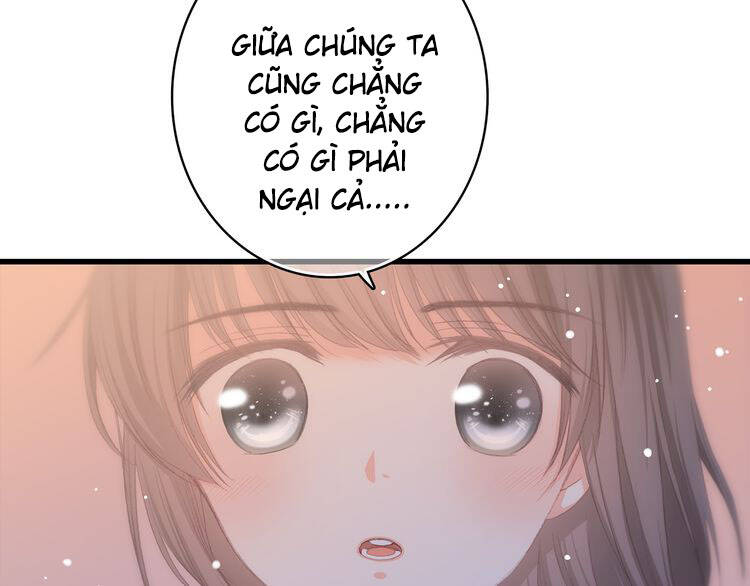 GIỮA CHÚNG TA
CŨNG CHẲNG
CÓ GÌ, CHẲNG
CÓ GÌ PHẢI
NGẠI CẢ.....